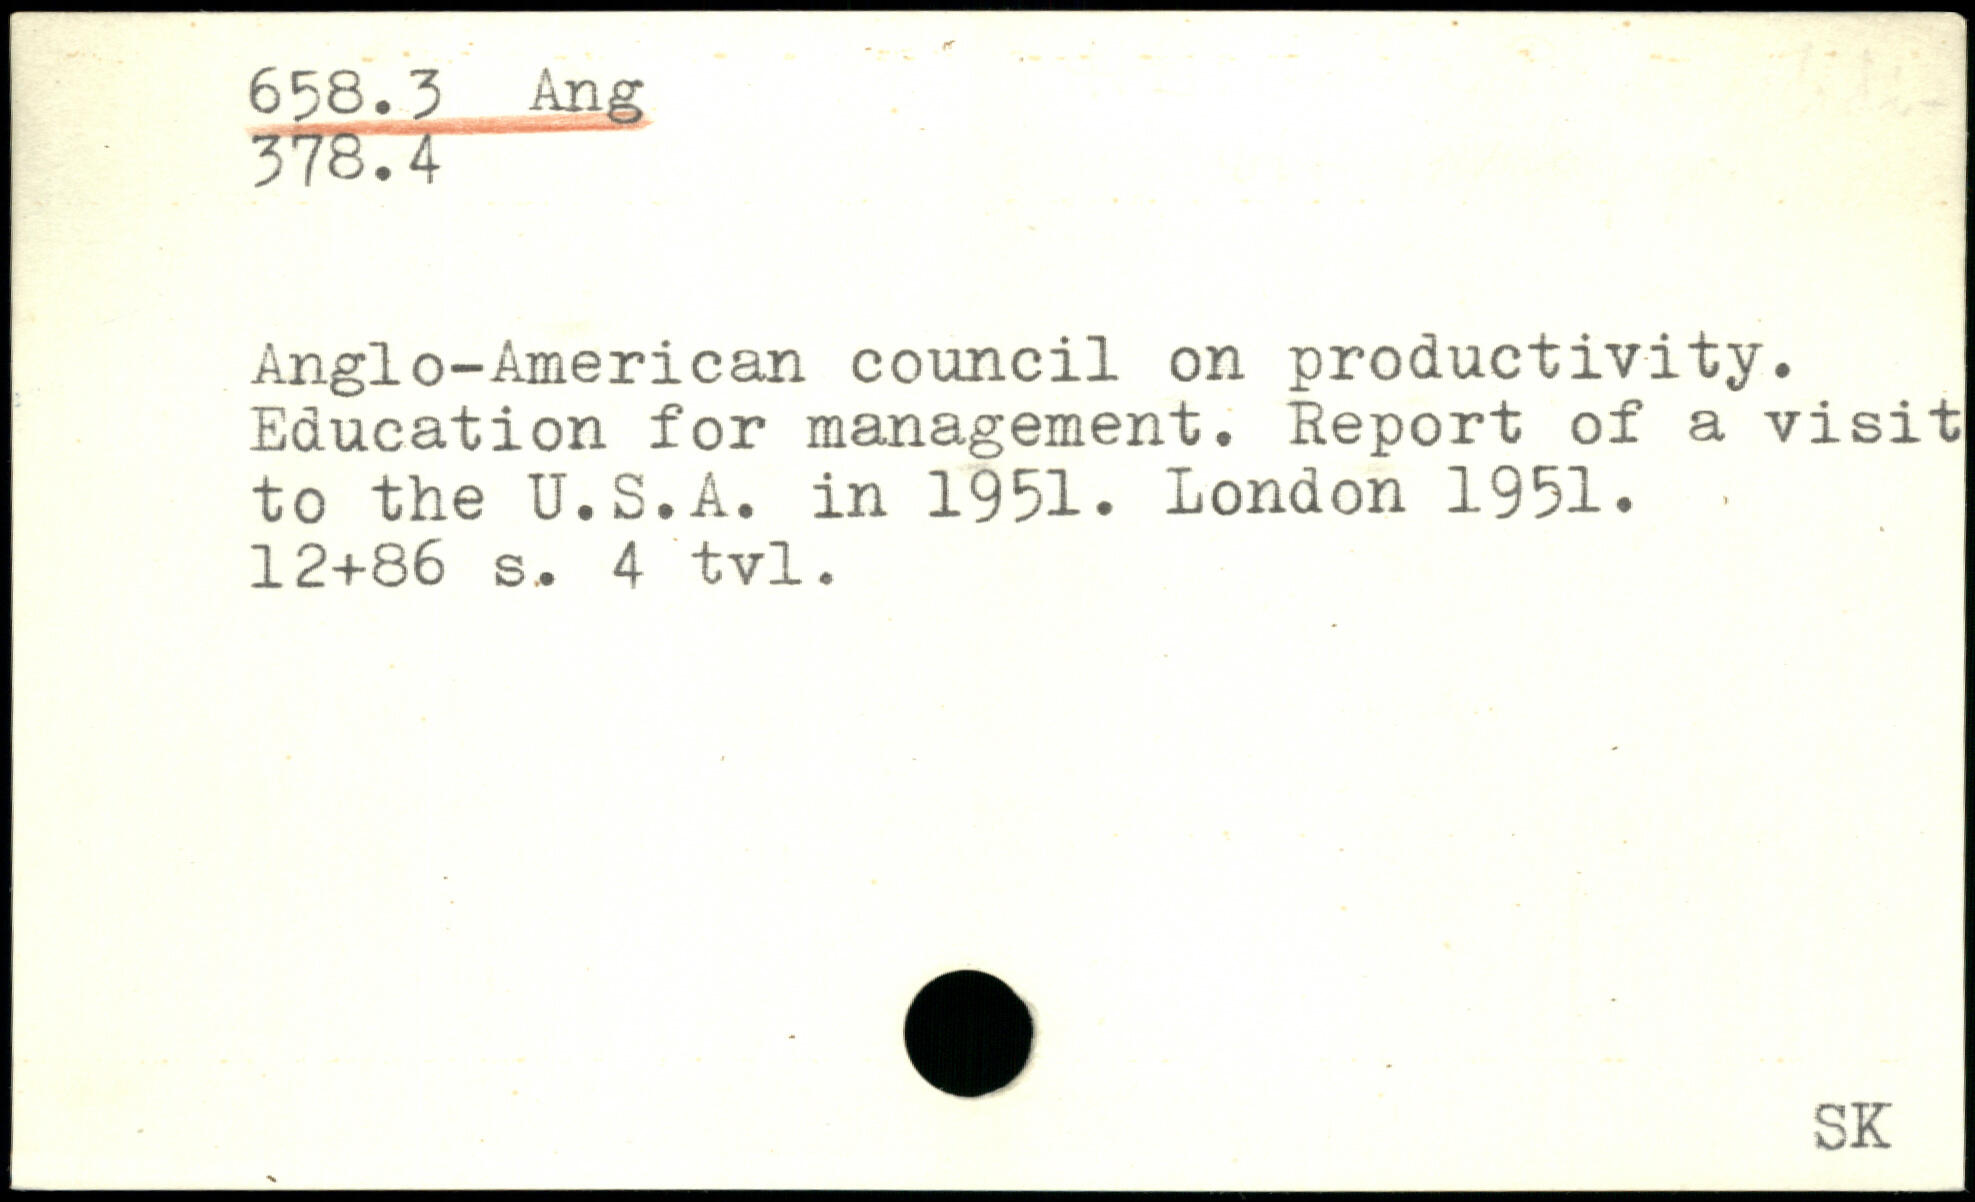 658.3 Ang
378.4
Anglo-American council on productivity.
Education for management. Report of a visit
to the U.S.A. in 1951. London 1951.
12+86 s. 4 tvl.
SK